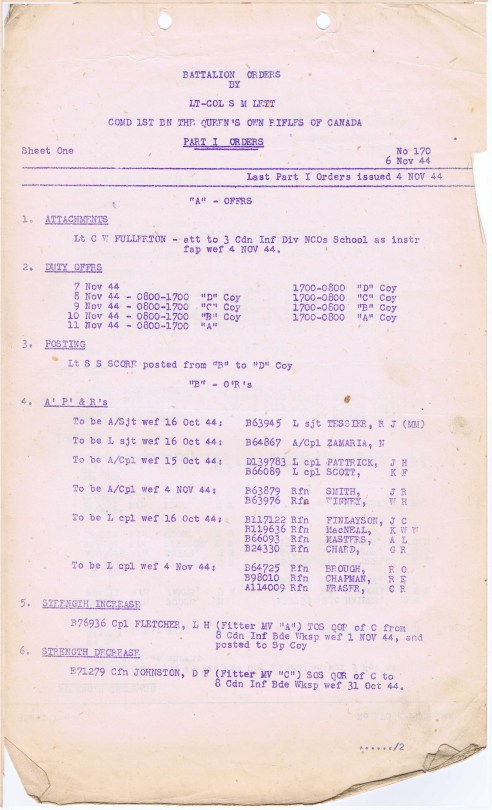 BATTALION ORDERS
BY
LT-COL S M LETT
COMD 1ST BN THE QUEEN'S OWN RIFLES OF CANADA
PART I ORDERS
Sheet One No 170
6 Nov 44
Last Part I Orders issued 4 NOV 44
"A" - OFFRS
1. ATTACHMENTS
Lt C W FULLERTON - att to 3 Cdn Inf Div NCOs School as instr
fap wef 4 NOV 44.
2. DUTY OFFRS
7 Nov 44 1700-0800 "D" Coy
8 Nov 44 - 0800-1700 "D" Coy 1700-0800 "C" Coy
9 Nov 44 - 0800-1700 "C" Coy 1700-0800 "B" Coy
10 Nov 44 - 0800-1700 "B" Coy 1700-0800 "A" Coy
11 Nov 44 - 0800-1700 "A"
3. POSTING
Lt S S SCORE posted from "B" to "D" Coy
"B" - O'R's
4. A' P' & R's
To be A/Sjt wef 16 Oct 44: B63945 L sjt TESSIER, R J (MM)
To be L sjt wef 16 Oct 44: B64867 A/Cpl ZAMARIA, N
To be A/Cpl wef 15 Oct 44: D139783 L cpl PATTRICK, J H
B66089 L cpl SCOTT, K F
To be A/Cpl wef 4 NOV 44: B63879 Rfn SMITH, J R
B63976 Rfn TINNEY, W H
To be L cpl wef 16 Oct 44: B117122 Rfn FINLAYSON, J C
B119636 Rfn MacNEAL, K W
B66093 Rfn MASTERS, A L
B24330 Rfn CHARD, G R
To be L cpl wef 4 Nov 44: B64725 Rfn BROUGH, R O
B98010 Rfn CHAPMAN, R E
A114009 Rfn FRASER, C R
5. STRENGTH INCREASE
B76936 Cpl FLETCHER, L H (Fitter MV "A") TOS QOR of C from
8 Cdn Inf Bde Wksp wef 1 NOV 44, and
posted to Sp Coy
6. STRENGTH DECREASE
E71279 Cfn JOHNSTON, D F (Fitter MV "C") SOS QOR of C to
8 Cdn Inf Bde Wksp wef 31 Oct 44.
....../2